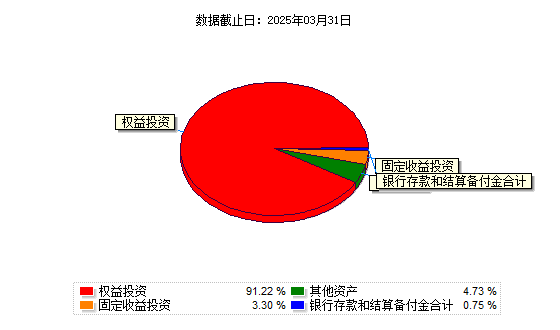 数据截止日：2025年03月31日
权益投资
固定收益投资
银行存款和结算备付金合计
权益投资 91.22 % 其他资产 4.73 %
固定收益投资 3.30 % 银行存款和结算备付金合计 0.75 %